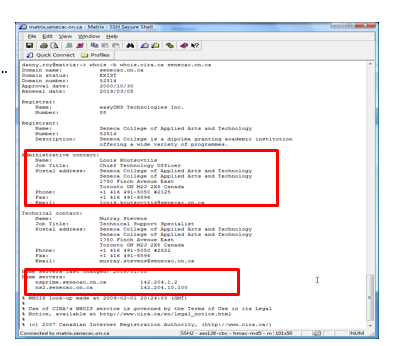 ..
matrix.senecac.on.ca - Matrix - SSH Secure Shell
File Edit View Window Help
Quick Connect Profiles
danny.roy@matrix:~> whois -h whois.cira.ca senecac.on.ca
Domain name: senecac.on.ca
Domain status: EXIST
Domain number: 52514
Approval date: 2000/10/30
Renewal date: 2019/03/05
Registrar:
Name: easyDNS Technologies Inc.
Number: 88
Registrant:
Name: Seneca College of Applied Arts and Technology
Number: 52514
Description: Seneca College is a diploma granting academic institution
offering a wide variety of programmes.
Administrative contact:
Name: Louis Koutsovtiis
Job Title: Chief Technology Officer
Postal address: Seneca College of Applied Arts and Technology
Seneca College of Applied Arts and Technology
1750 Finch Avenue East
Toronto ON M2J 2X5 Canada
Phone: +1 416 491-5050 #2125
Fax: +1 416 491-6596
Email:
Technical contact:
Name: Murray Stevens
Job Title: Technical Support Specialist
Postal address: Seneca College of Applied Arts and Technology
Seneca College of Applied Arts and Technology
1750 Finch Avenue East
Toronto ON M2J 2X5 Canada
Phone: +1 416 491-5050 #2622
Fax: +1 416 491-6596
Email: murray.stevens@senecac.on.ca
Name servers last changed: 2009/01/05
Name servers:
nsprime.senecac.on.ca 142.204.1.2
ns2.senecac.on.ca 142.204.10.100
% WHOIS look-up made at 2009-02-01 20:24:03 (GMT)
%
% Use of CIRA's WHOIS service is governed by the Terms of Use in its Legal
% Notice, available at http://www.cira.ca/en/legal_notice.html
%
% (c) 2007 Canadian Internet Registration Authority, (http://www.cira.ca/)
Connected to matrix.senecac.on.ca SSH2 - aes128-cbc - hmac-md5 - 101x50 NUM